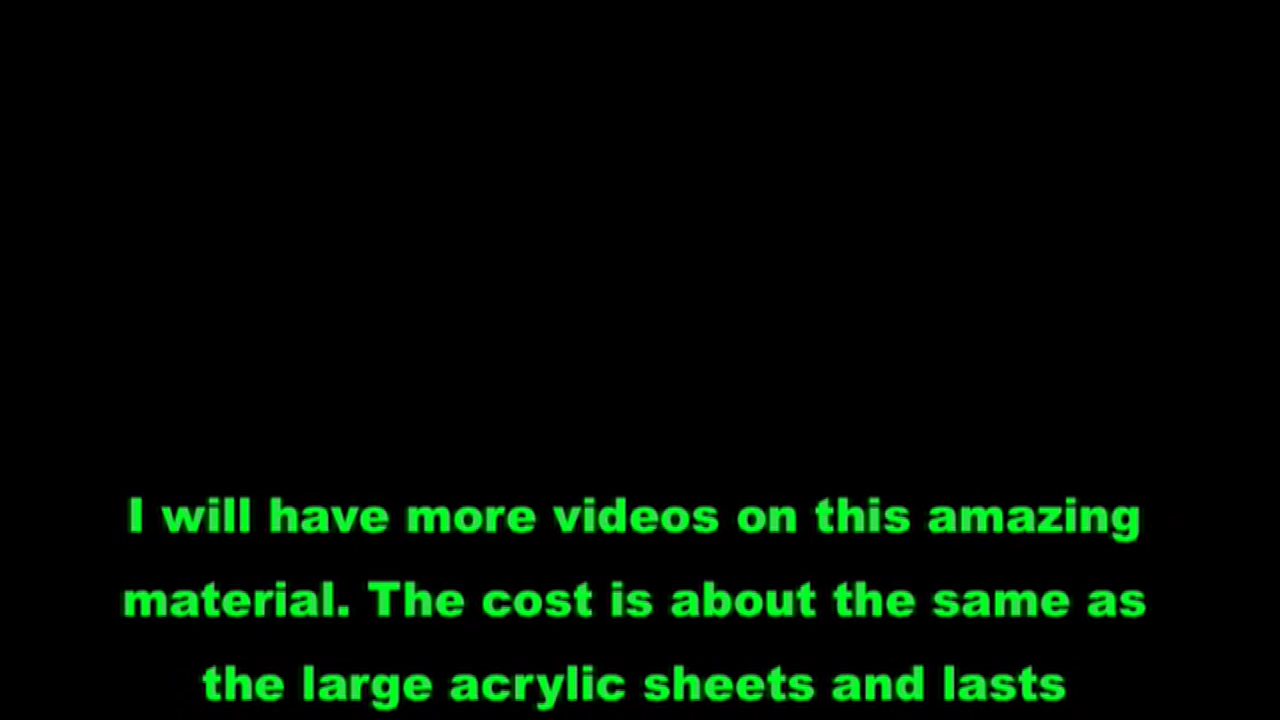 I will have more videos on this amazing
material. The cost is about the same as
the large acrylic sheets and lasts